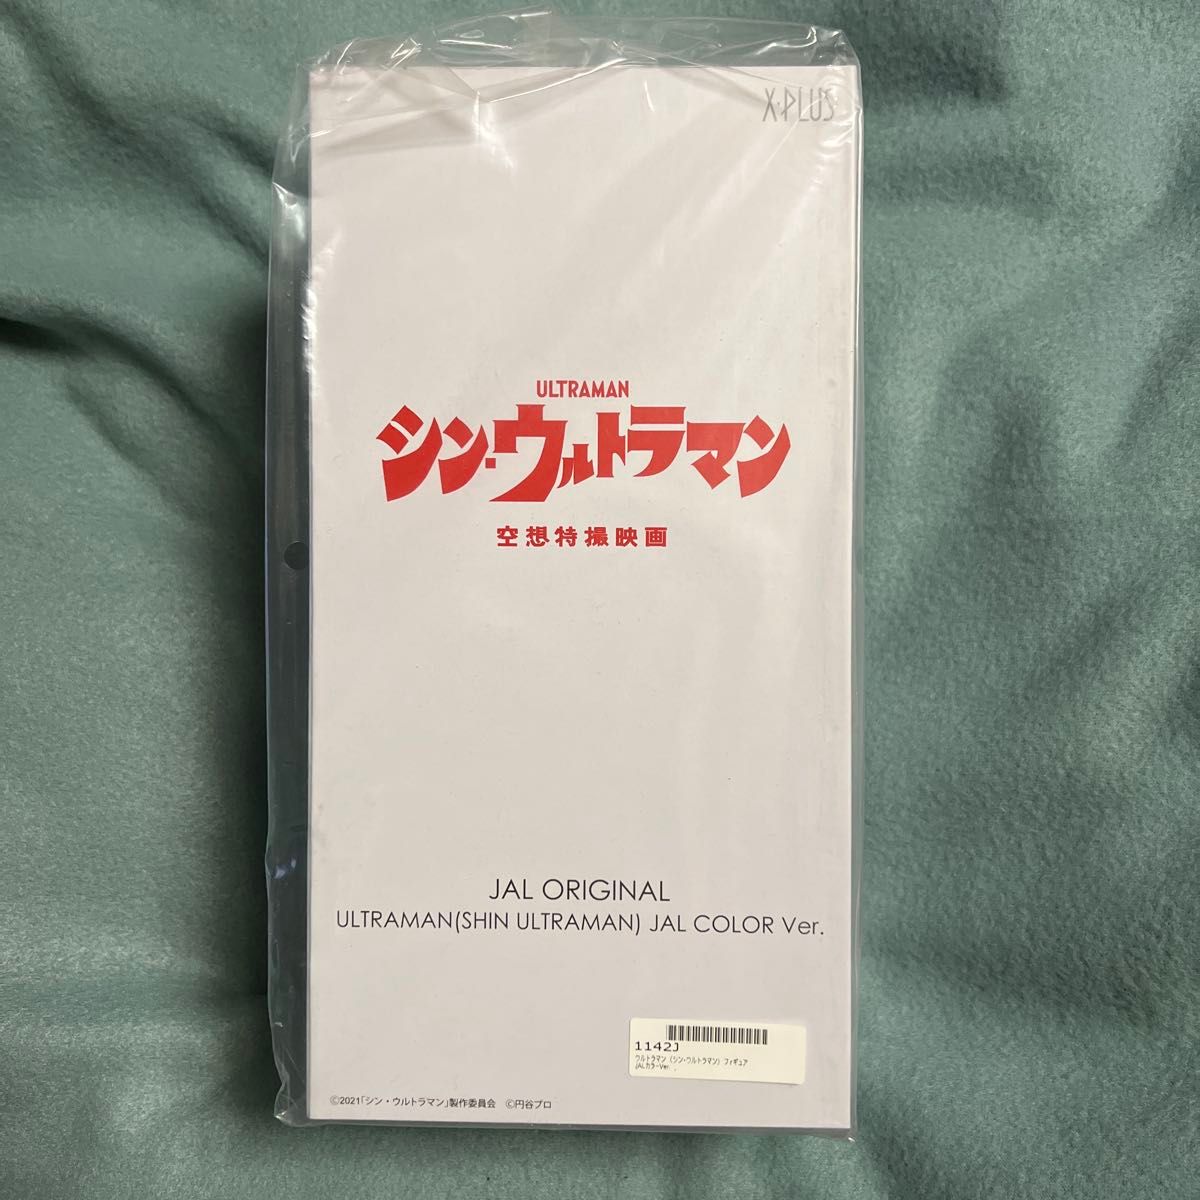 X·PLUS
ULTRAMAN
シン・ウルトラマン
空想特撮映画
JAL ORIGINAL
ULTRAMAN(SHIN ULTRAMAN) JAL COLOR Ver.
1142J
ウルトラマン (シン・ウルトラマン) フィギュア
JALカラーVer.
©2021「シン・ウルトラマン」製作委員会 ©円谷プロ